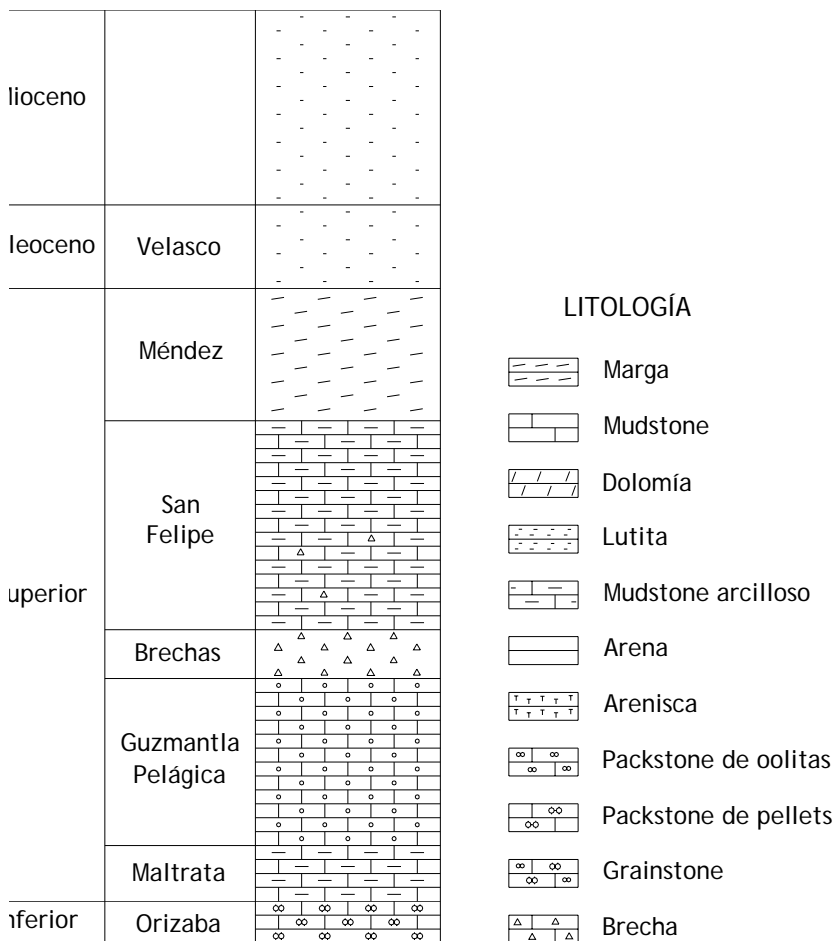 lioceno
leoceno
Velasco
Méndez
San
Felipe
uperior
Brechas
Guzmantla
Pelágica
Maltrata
nferior
Orizaba
LITOLOGÍA
Marga
Mudstone
Dolomía
Lutita
Mudstone arcilloso
Arena
Arenisca
Packstone de oolitas
Packstone de pellets
Grainstone
Brecha